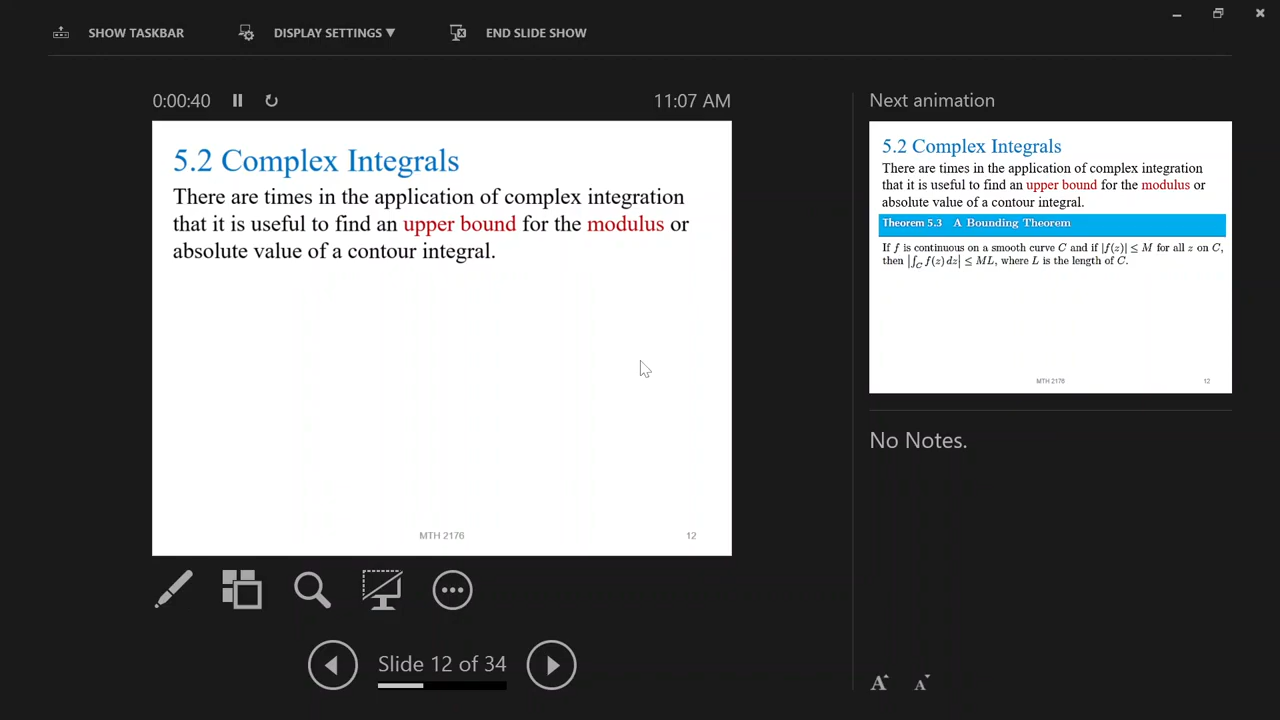 SHOW TASKBAR
DISPLAY SETTINGS ▼
END SLIDE SHOW
0:00:40
11:07 AM
5.2 Complex Integrals
There are times in the application of complex integration
that it is useful to find an upper bound for the modulus or
absolute value of a contour integral.
MTH 2176
12
Slide 12 of 34
Next animation
5.2 Complex Integrals
There are times in the application of complex integration
that it is useful to find an upper bound for the modulus or
absolute value of a contour integral.
Theorem 5.3 A Bounding Theorem
If f is continuous on a smooth curve C and if |f(z)| ≤ M for all z on C,
then |∫_C f(z) dz| ≤ ML, where L is the length of C.
MTH 2176
12
No Notes.
A A